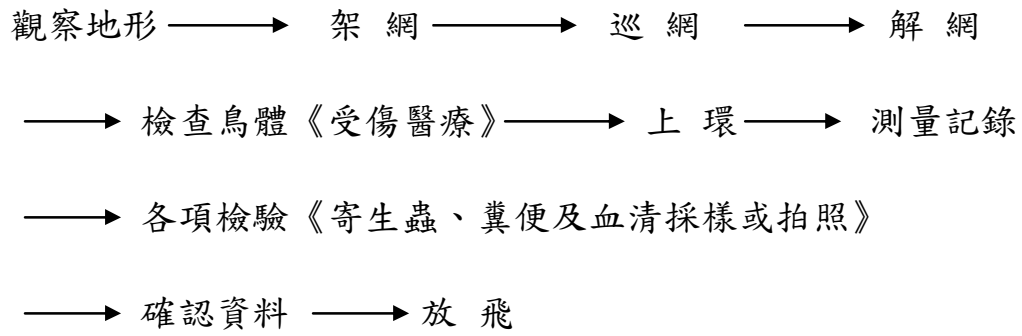 觀察地形 → 架 網 → 巡 網 → 解 網
→ 檢查鳥體《受傷醫療》→ 上 環 → 測量記錄
→ 各項檢驗《寄生蟲、糞便及血清採樣或拍照》
→ 確認資料 → 放 飛